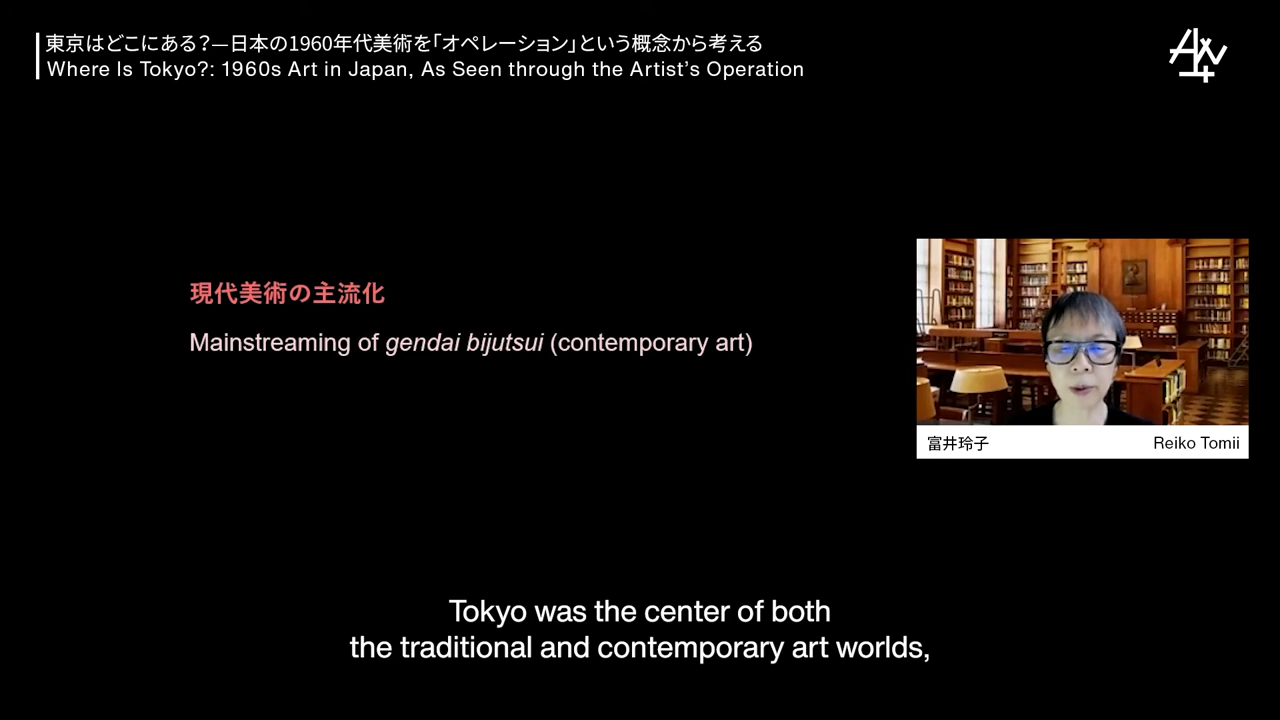 東京はどこにある?—日本の1960年代美術を｢オペレーション｣という概念から考える
Where Is Tokyo?: 1960s Art in Japan, As Seen through the Artist's Operation
現代美術の主流化
Mainstreaming of gendai bijutsui (contemporary art)
富井玲子 Reiko Tomii
Tokyo was the center of both
the traditional and contemporary art worlds,